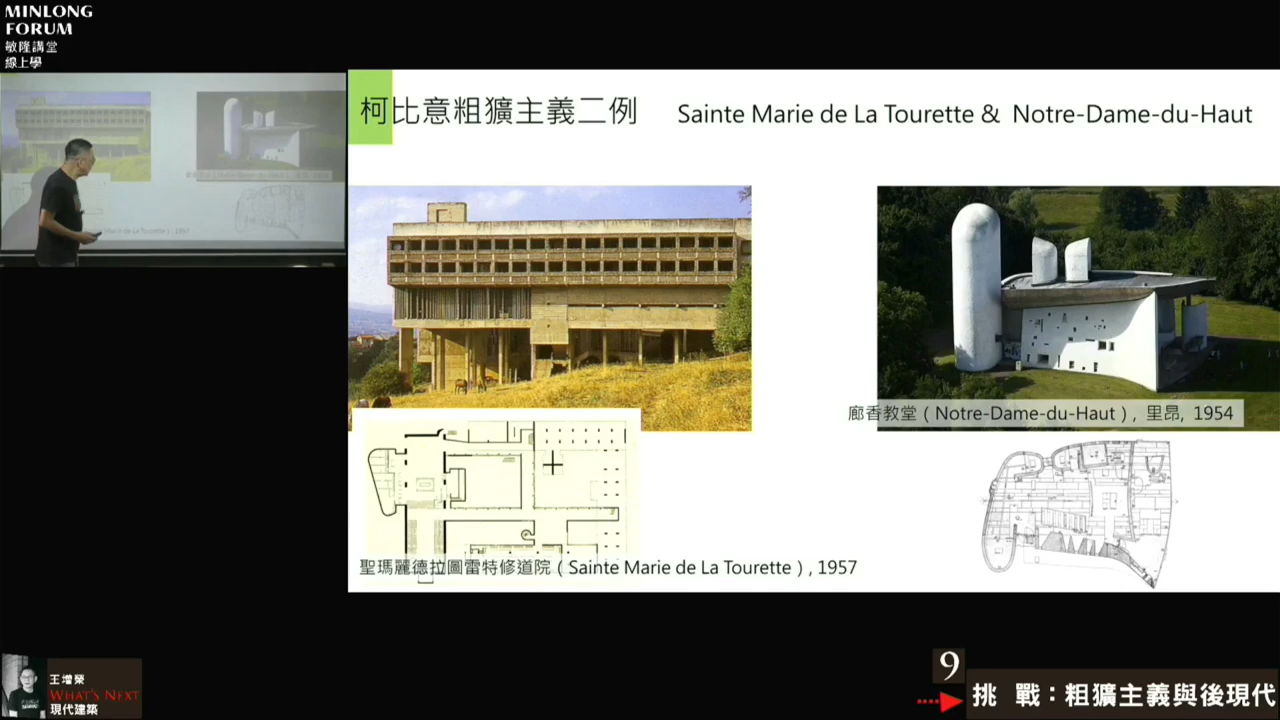 MINLONG
FORUM
敏隆講堂
線上學
柯比意粗獷主義二例 Sainte Marie de La Tourette & Notre-Dame-du-Haut
廊香教堂（Notre-Dame-du-Haut）, 里昂, 1954
聖瑪麗德拉圖雷特修道院（Sainte Marie de La Tourette）, 1957
王增榮
WHAT'S NEXT
現代建築
9
挑 戰：粗獷主義與後現代